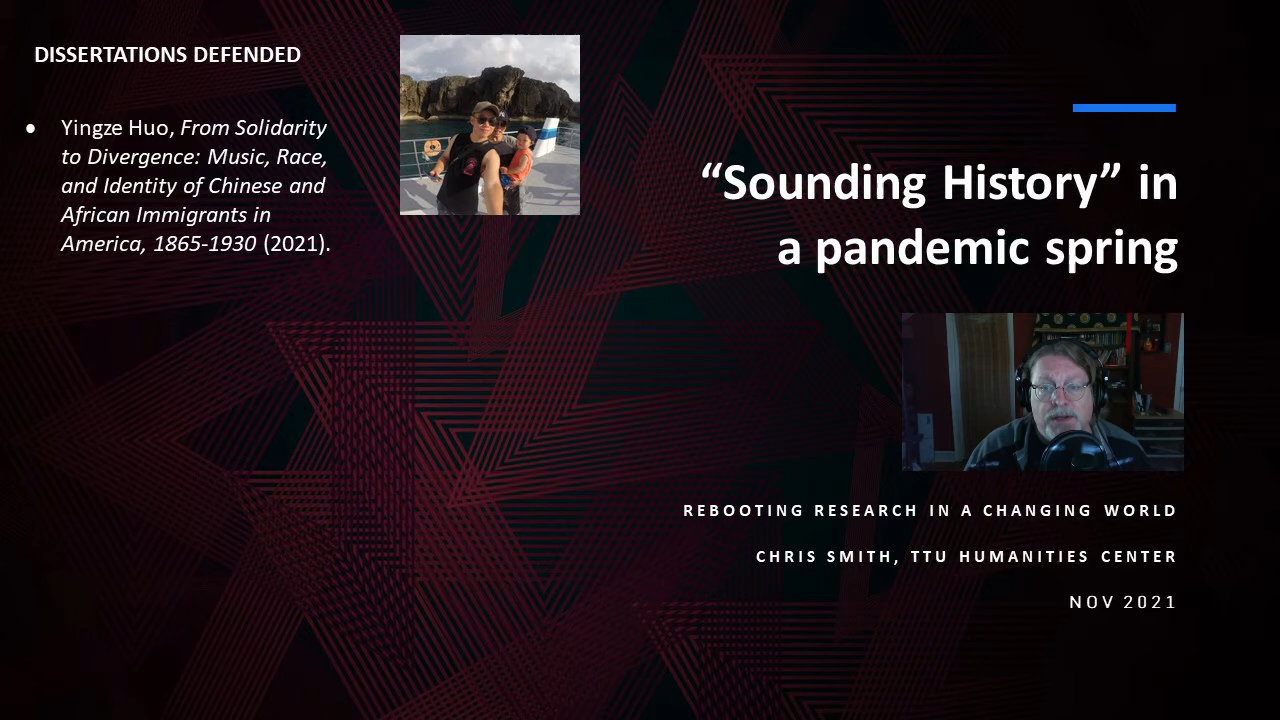 DISSERTATIONS DEFENDED
● Yingze Huo, From Solidarity
to Divergence: Music, Race,
and Identity of Chinese and
African Immigrants in
America, 1865-1930 (2021).
“Sounding History” in
a pandemic spring
REBOOTING RESEARCH IN A CHANGING WORLD
CHRIS SMITH, TTU HUMANITIES CENTER
NOV 2021